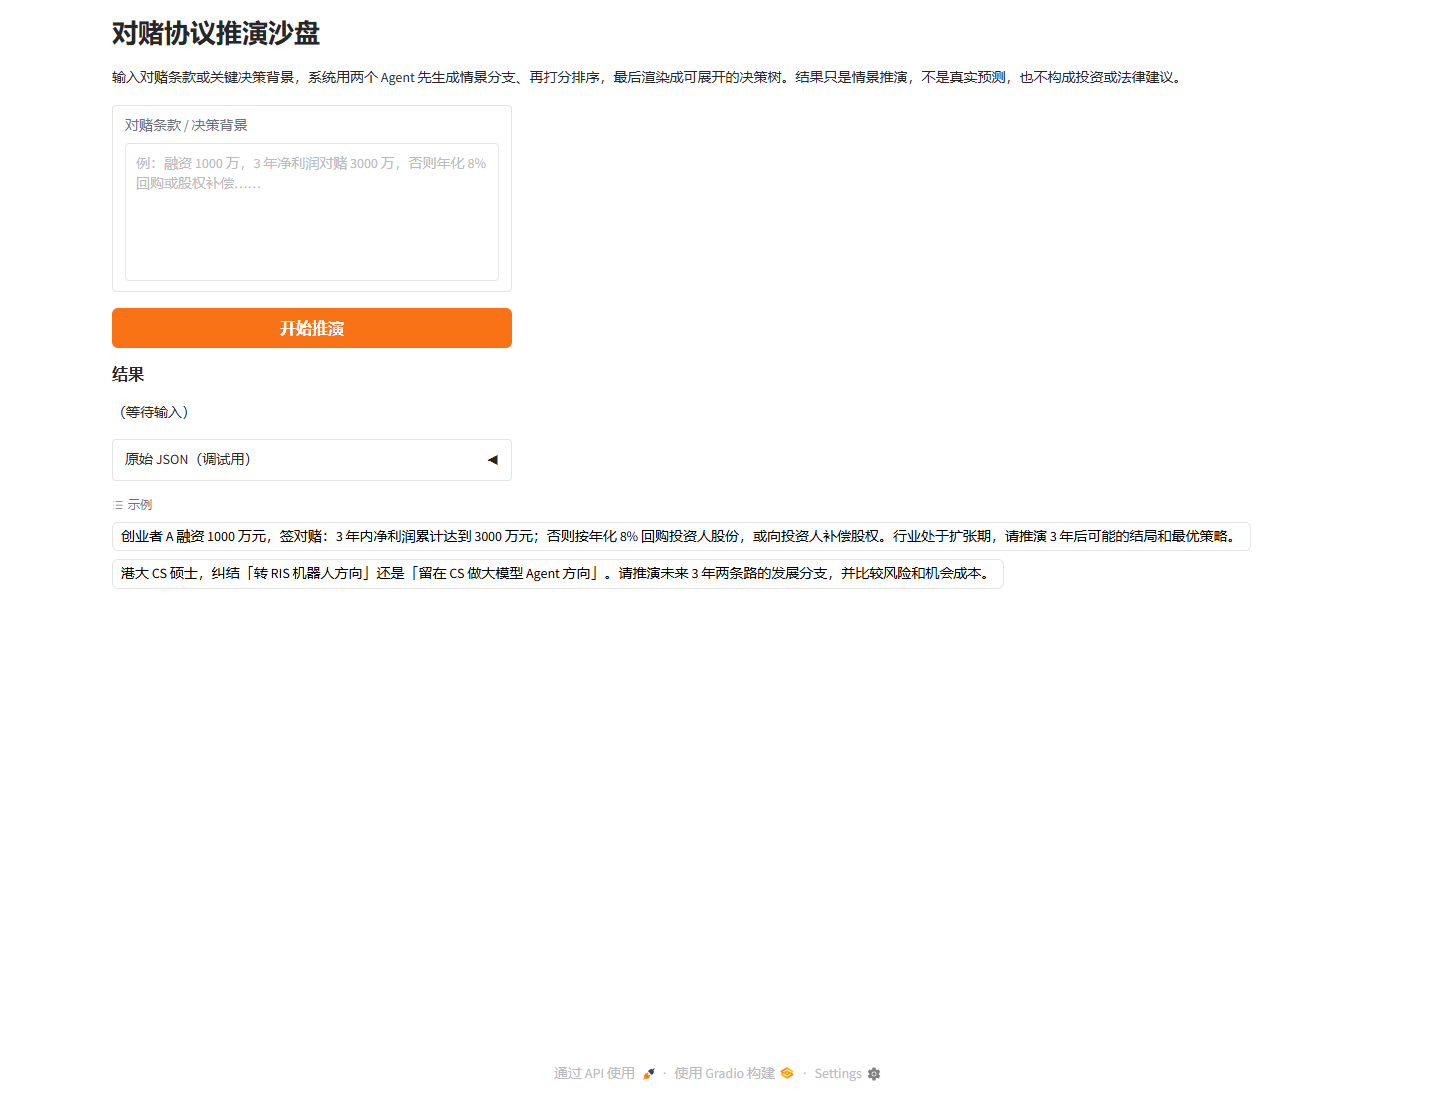 对赌协议推演沙盘
输入对赌条款或关键决策背景，系统用两个 Agent 先生成情景分支、再打分排序，最后渲染成可展开的决策树。结果只是情景推演，不是真实预测，也不构成投资或法律建议。
对赌条款 / 决策背景
例：融资 1000 万，3 年净利润对赌 3000 万，否则年化 8%
回购或股权补偿……
开始推演
结果
（等待输入）
原始 JSON（调试用）
示例
创业者 A 融资 1000 万元，签对赌：3 年内净利润累计达到 3000 万元；否则按年化 8% 回购投资人股份，或向投资人补偿股权。行业处于扩张期，请推演 3 年后可能的结局和最优策略。
港大 CS 硕士，纠结「转 RIS 机器人方向」还是「留在 CS 做大模型 Agent 方向」。请推演未来 3 年两条路的发展分支，并比较风险和机会成本。
通过 API 使用 · 使用 Gradio 构建 · Settings